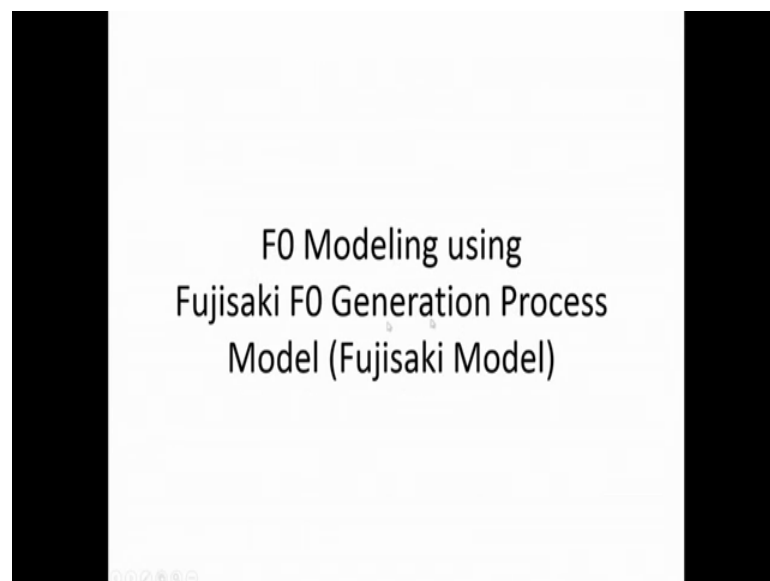 F0 Modeling using
Fujisaki F0 Generation Process
Model (Fujisaki Model)